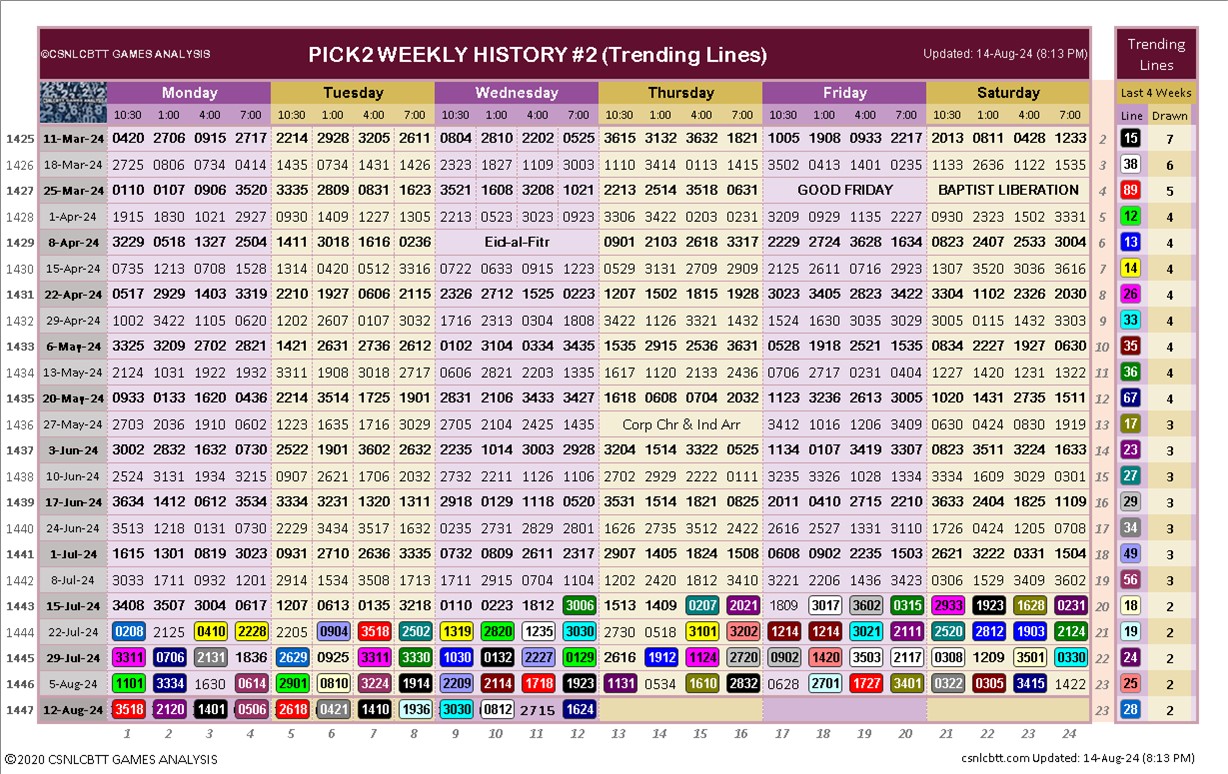 ©CSNLCBTT GAMES ANALYSIS PICK2 WEEKLY HISTORY #2 (Trending Lines) Updated: 14-Aug-24 (8:13 PM) Trending Lines
Monday Tuesday Wednesday Thursday Friday Saturday Last 4 Weeks
10:30 1:00 4:00 7:00 10:30 1:00 4:00 7:00 10:30 1:00 4:00 7:00 10:30 1:00 4:00 7:00 10:30 1:00 4:00 7:00 10:30 1:00 4:00 7:00 Line Drawn
1425 11-Mar-24 0420 2706 0915 2717 2214 2928 3205 2611 0804 2810 2202 0525 3615 3132 3632 1821 1005 1908 0933 2217 2013 0811 0428 1233 2 15 7
1426 18-Mar-24 2725 0806 0734 0414 1435 0734 1431 1426 2323 1827 1109 3003 1110 3414 0113 1415 3502 0413 1401 0235 1133 2636 1122 1535 3 38 6
1427 25-Mar-24 0110 0107 0906 3520 3335 2809 0831 1623 3521 1608 3208 1021 2213 2514 3518 0631 GOOD FRIDAY BAPTIST LIBERATION 4 89 5
1428 1-Apr-24 1915 1830 1021 2927 0930 1409 1227 1305 2213 0523 3023 0923 3306 3422 0203 0231 3209 0929 1135 2227 0930 2323 1502 3331 5 12 4
1429 8-Apr-24 3229 0518 1327 2504 1411 3018 1616 0236 Eid-al-Fitr 0901 2103 2618 3317 2229 2724 3628 1634 0823 2407 2533 3004 6 13 4
1430 15-Apr-24 0735 1213 0708 1528 1314 0420 0512 3314 0722 0633 0915 1223 0529 3131 2709 2909 2125 2611 0716 2923 1307 3520 3036 3616 7 14 4
1431 22-Apr-24 0517 2929 1403 3319 2210 1927 0606 2113 2326 2712 1525 0223 1207 1502 1815 1928 3023 3405 2823 3422 3304 1102 2326 2030 8 26 4
1432 29-Apr-24 1002 3422 1105 0620 1202 2607 0107 3032 1716 2313 0304 1808 3422 1126 3321 1432 1524 1630 3335 3029 3005 0115 1432 3303 9 33 4
1433 6-May-24 3325 3209 2702 2821 1421 2631 2736 2612 0102 3104 0334 3435 1535 2915 2536 3631 0528 1918 2521 1535 0834 2227 1927 0630 10 35 4
1434 13-May-24 2124 1031 1922 1932 3311 1908 3018 2717 0606 2821 2203 1335 1617 1120 2133 2436 0706 2717 0231 0404 1227 1420 1231 1322 11 36 4
1435 20-May-24 0933 0133 1620 0436 2214 3514 1725 1901 2831 2106 3433 3427 1618 0608 0704 2032 1123 3236 2613 3005 1020 1431 2735 1511 12 67 4
1436 27-May-24 2703 2036 1910 0602 1223 1635 1716 3029 2705 2104 2425 1435 Corp Chr & Ind Arr 3412 1016 1206 3409 0630 0424 0830 1919 13 17 3
1437 3-Jun-24 3002 2832 1632 0730 2522 1901 3602 2632 2235 1014 3003 2928 3204 1514 3322 0525 1134 0107 3419 3307 0823 3511 3224 1633 14 23 3
1438 10-Jun-24 2524 3131 1934 3215 0907 2621 1706 2032 2732 2211 1126 1106 2702 2929 2222 0111 3235 3326 1028 1334 3334 1609 3029 0301 15 27 3
1439 17-Jun-24 3634 1412 0612 3534 3334 3231 1320 1311 2918 0129 1118 0520 3531 1514 1821 0825 2011 0410 2715 2210 3633 2404 1825 1109 16 29 3
1440 24-Jun-24 3513 1218 0131 0730 2229 3434 3517 1632 0235 2731 2829 2801 1626 2735 3512 2422 2616 2527 1331 3110 1726 0424 1205 0708 17 34 3
1441 1-Jul-24 1615 1301 0819 3023 0931 2710 2636 3335 0732 0809 2611 2317 2907 1405 1824 1508 0608 0902 2235 1503 2621 3222 0331 1504 18 49 3
1442 8-Jul-24 3033 1711 0932 1201 2914 1534 3508 1713 1711 2915 0704 1104 1202 2420 1812 3410 3221 2206 1436 3423 0306 1529 3409 3602 19 56 3
1443 15-Jul-24 3408 3507 3004 0617 1207 0613 0135 3218 0110 0223 1812 3006 1513 1409 0207 2021 1809 3017 3602 0315 2933 1923 1628 0231 20 18 2
1444 22-Jul-24 0208 2125 0410 2228 2205 0904 3518 2502 1319 2820 1235 3030 2730 0518 3101 3202 1214 1214 3021 2111 2520 2812 1903 2124 21 19 2
1445 29-Jul-24 3311 0706 2131 1836 2629 0925 3311 3330 1030 0132 2227 0129 2616 1912 1124 2720 0902 1420 3503 2117 0308 1209 3501 0330 22 24 2
1446 5-Aug-24 1101 3334 1630 0614 2901 0810 3224 1914 2209 2114 1718 1923 1131 0534 1610 2832 0628 2701 1727 3401 0322 0305 3415 1422 23 25 2
1447 12-Aug-24 3518 2120 1401 0506 2618 0421 1410 1936 3030 0812 2715 1624 23 28 2
1 2 3 4 5 6 7 8 9 10 11 12 13 14 15 16 17 18 19 20 21 22 23 24
©2020 CSNLCBTT GAMES ANALYSIS csnlcbtt.com Updated: 14-Aug-24 (8:13 PM)